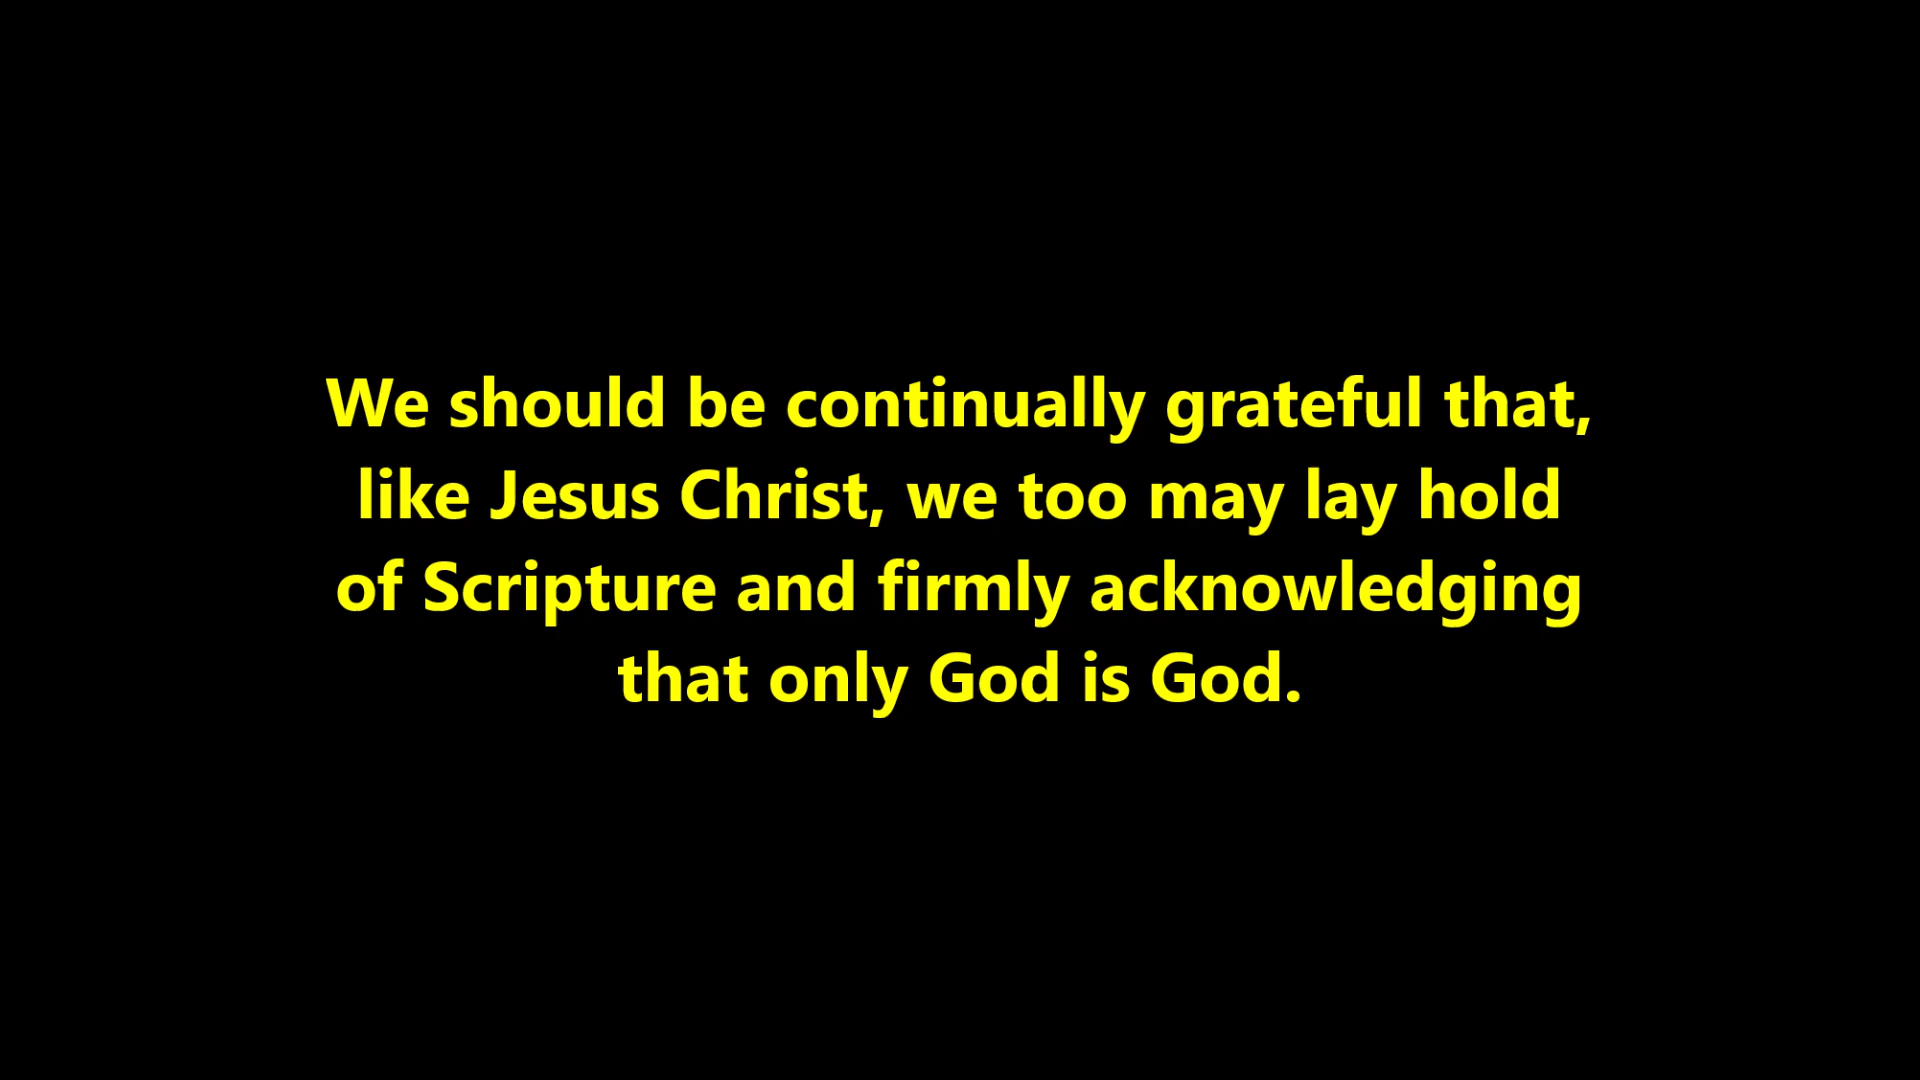 We should be continually grateful that,
like Jesus Christ, we too may lay hold
of Scripture and firmly acknowledging
that only God is God.